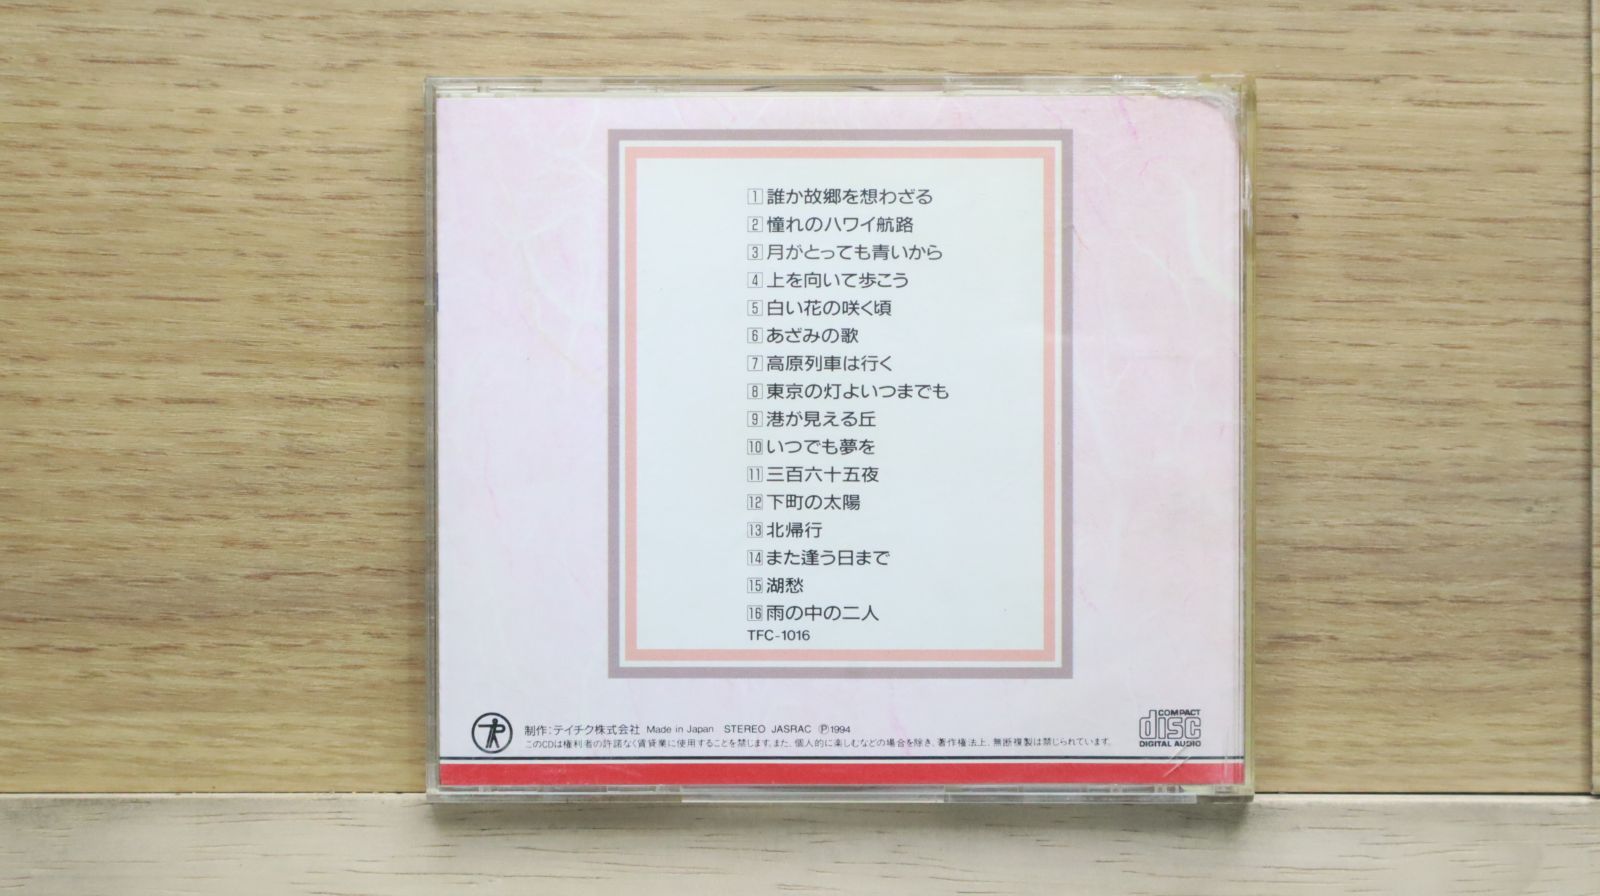 1 誰か故郷を想わざる
2 憧れのハワイ航路
3 月がとっても青いから
4 上を向いて歩こう
5 白い花の咲く頃
6 あざみの歌
7 高原列車は行く
8 東京の灯よいつまでも
9 港が見える丘
10 いつでも夢を
11 三百六十五夜
12 下町の太陽
13 北帰行
14 また逢う日まで
15 湖愁
16 雨の中の二人
TFC-1016
制作:テイチク株式会社 Made in Japan STEREO JASRAC Ⓟ1994
このCDは権利者の許諾なく賃貸業に使用することを禁じます。また、個人的に楽しむなどの場合を除き、著作権法上、無断複製は禁じられています。
COMPACT
disc
DIGITAL AUDIO